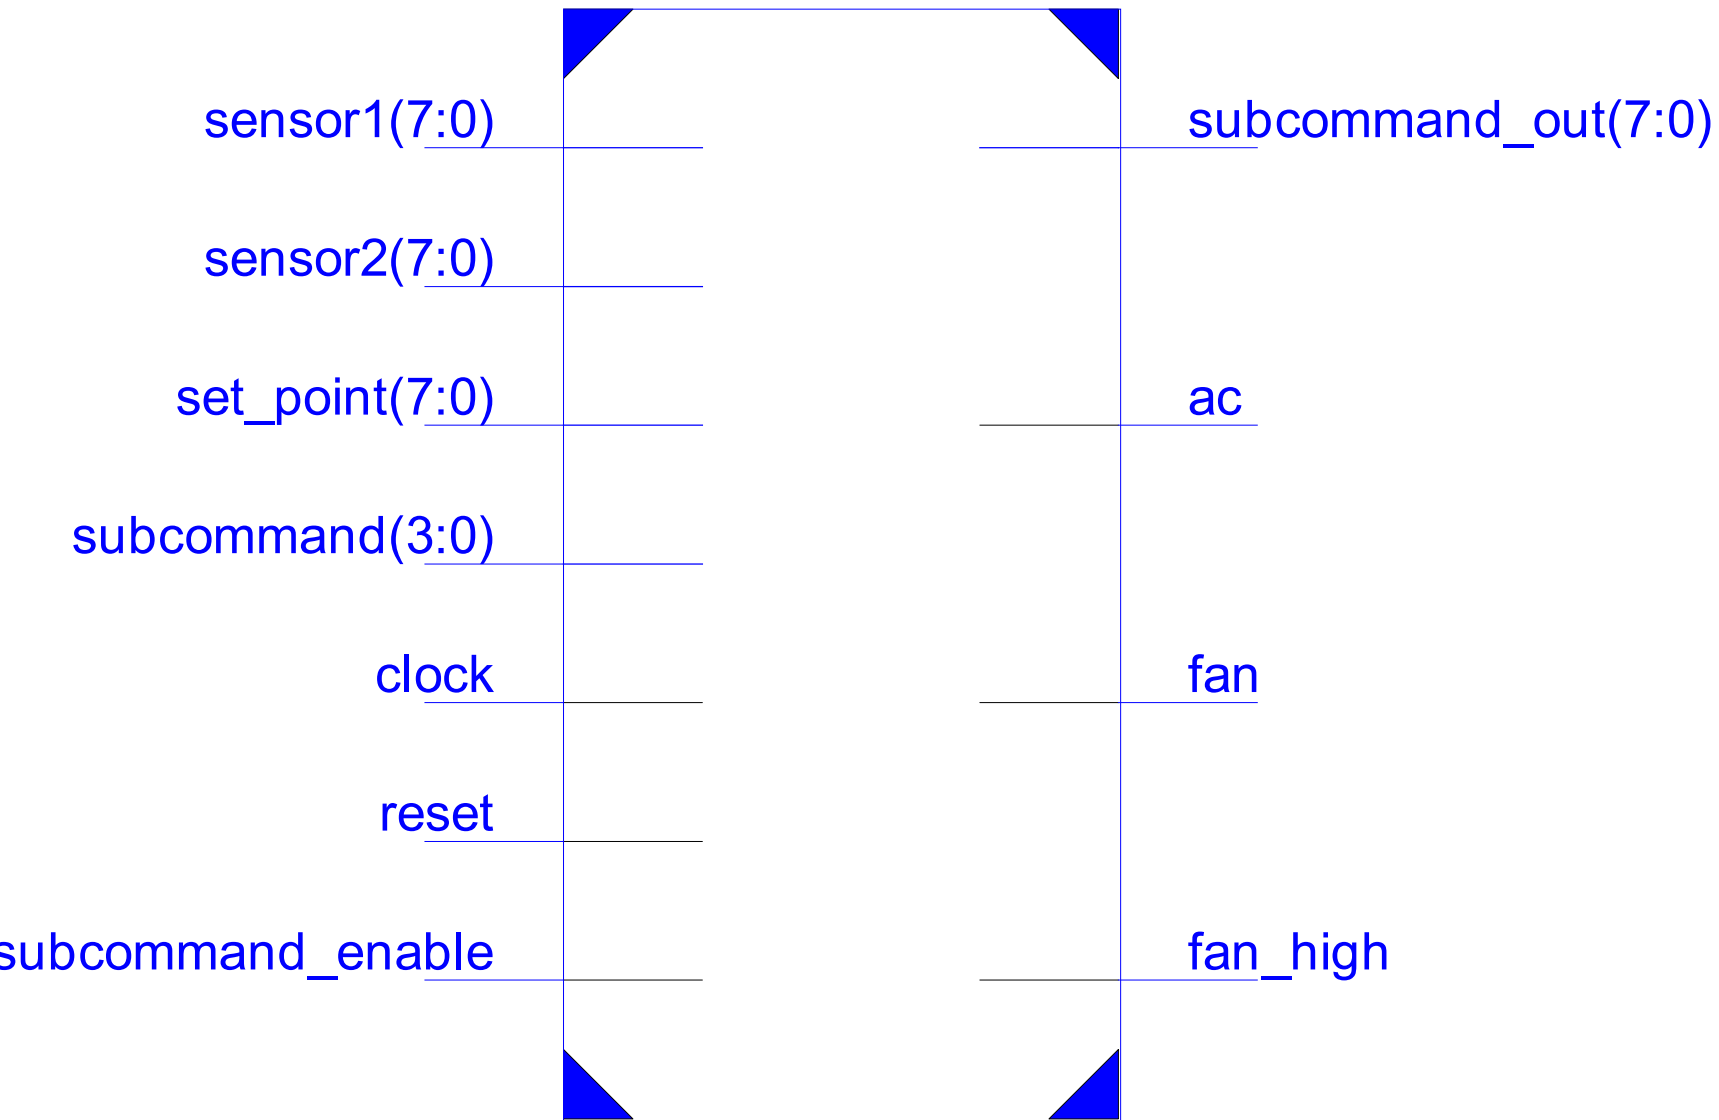 sensor1(7:0)
subcommand_out(7:0)
sensor2(7:0)
set_point(7:0)
ac
subcommand(3:0)
clock
fan
reset
subcommand_enable
fan_high